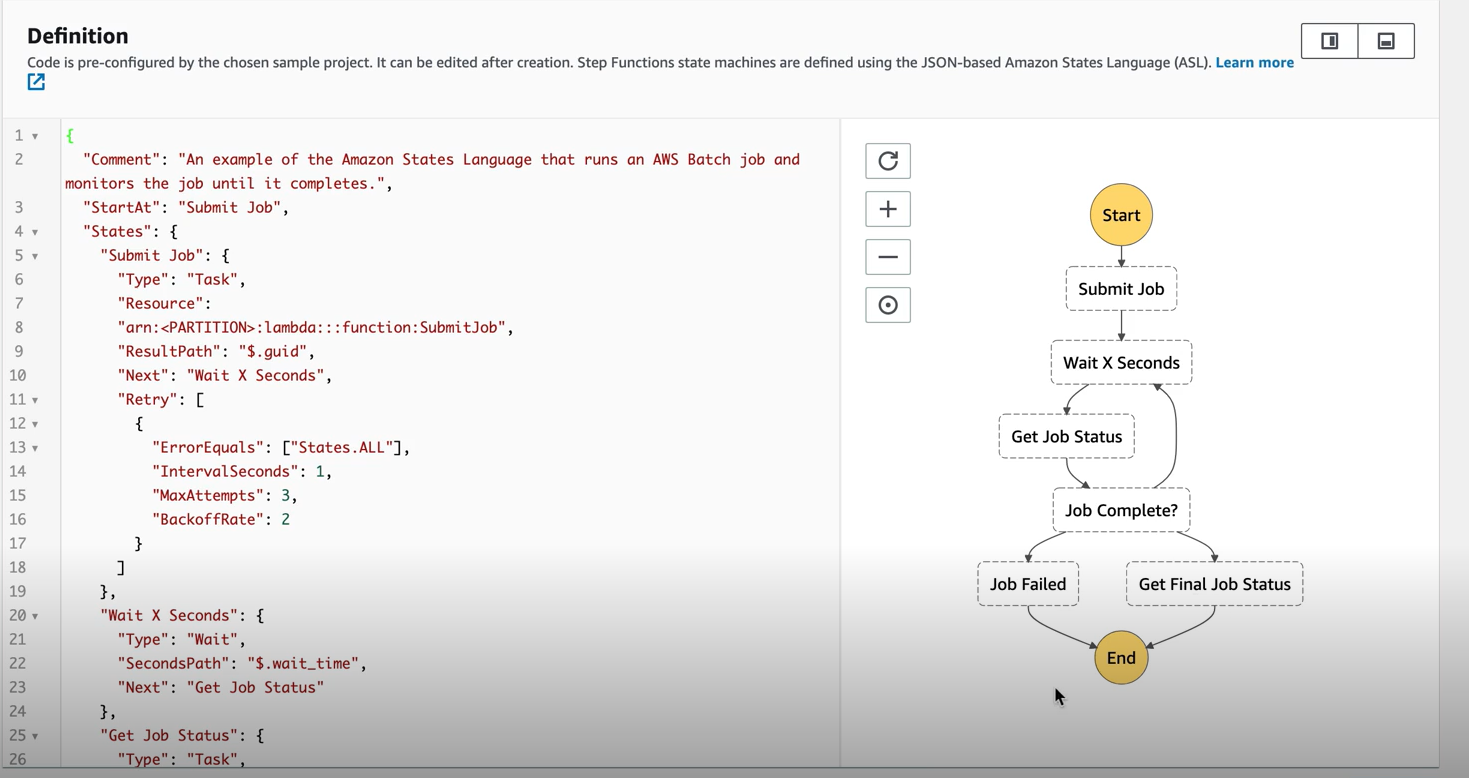 Definition
Code is pre-configured by the chosen sample project. It can be edited after creation. Step Functions state machines are defined using the JSON-based Amazon States Language (ASL). Learn more
1 {
2 "Comment": "An example of the Amazon States Language that runs an AWS Batch job and
monitors the job until it completes.",
3 "StartAt": "Submit Job",
4 "States": {
5 "Submit Job": {
6 "Type": "Task",
7 "Resource":
8 "arn:<PARTITION>:lambda:::function:SubmitJob",
9 "ResultPath": "$.guid",
10 "Next": "Wait X Seconds",
11 "Retry": [
12 {
13 "ErrorEquals": ["States.ALL"],
14 "IntervalSeconds": 1,
15 "MaxAttempts": 3,
16 "BackoffRate": 2
17 }
18 ]
19 },
20 "Wait X Seconds": {
21 "Type": "Wait",
22 "SecondsPath": "$.wait_time",
23 "Next": "Get Job Status"
24 },
25 "Get Job Status": {
26 "Type": "Task",
Start
Submit Job
Wait X Seconds
Get Job Status
Job Complete?
Job Failed
Get Final Job Status
End